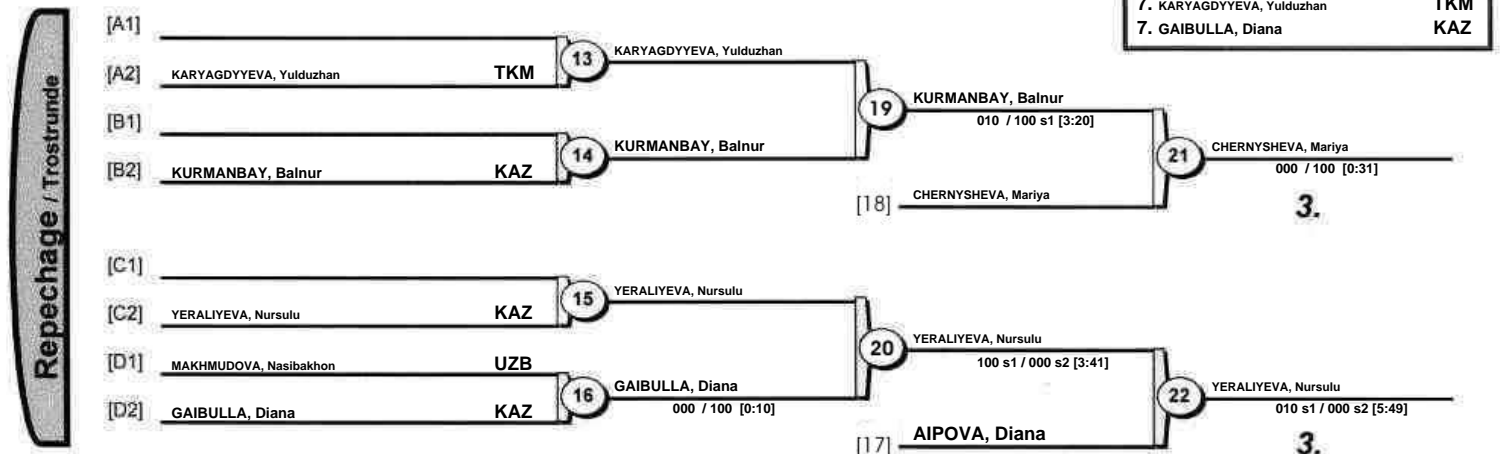 7. KARYAGDYYEVA, Yulduzhan TKM
7. GAIBULLA, Diana KAZ
Repechage / Trostrunde
[A1]
[A2] KARYAGDYYEVA, Yulduzhan TKM
13 KARYAGDYYEVA, Yulduzhan
[B1]
[B2] KURMANBAY, Balnur KAZ
14 KURMANBAY, Balnur
19 KURMANBAY, Balnur
010 / 100 s1 [3:20]
[18] CHERNYSHEVA, Mariya
21 CHERNYSHEVA, Mariya
000 / 100 [0:31]
3.
[C1]
[C2] YERALIYEVA, Nursulu KAZ
15 YERALIYEVA, Nursulu
[D1] MAKHMUDOVA, Nasibakhon UZB
[D2] GAIBULLA, Diana KAZ
16 GAIBULLA, Diana
000 / 100 [0:10]
20 YERALIYEVA, Nursulu
100 s1 / 000 s2 [3:41]
[17] AIPOVA, Diana
22 YERALIYEVA, Nursulu
010 s1 / 000 s2 [5:49]
3.